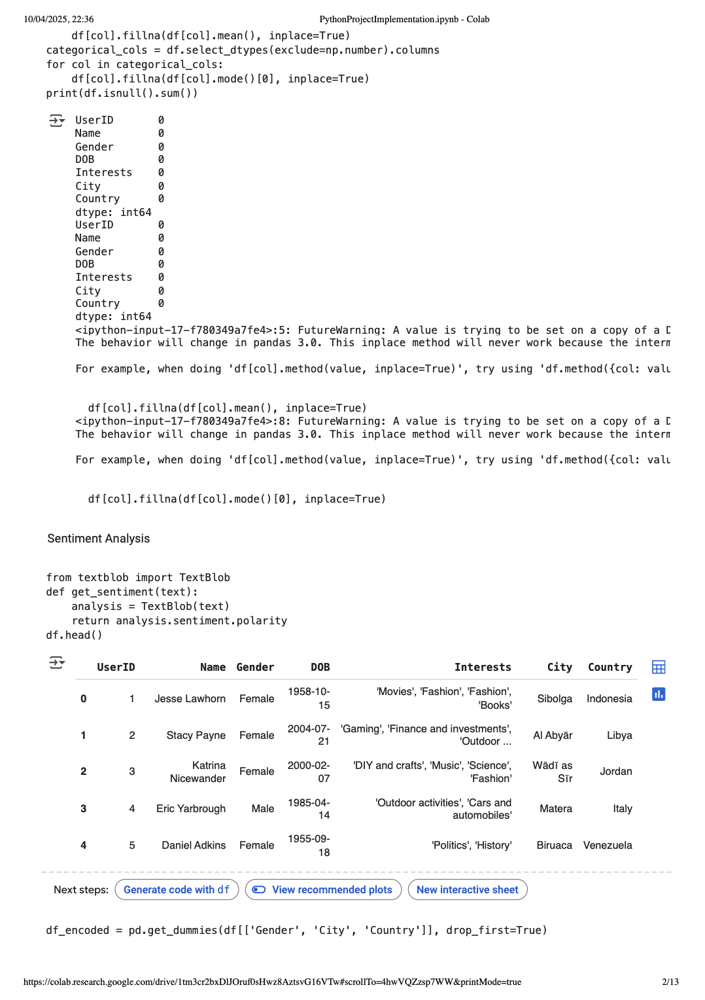 10/04/2025, 22:36 PythonProjectImplementation.ipynb - Colab
    df[col].fillna(df[col].mean(), inplace=True)
categorical_cols = df.select_dtypes(exclude=np.number).columns
for col in categorical_cols:
    df[col].fillna(df[col].mode()[0], inplace=True)
print(df.isnull().sum())
UserID       0
Name         0
Gender       0
DOB          0
Interests    0
City         0
Country      0
dtype: int64
UserID       0
Name         0
Gender       0
DOB          0
Interests    0
City         0
Country      0
dtype: int64
<ipython-input-17-f780349a7fe4>:5: FutureWarning: A value is trying to be set on a copy of a D
The behavior will change in pandas 3.0. This inplace method will never work because the interm
For example, when doing 'df[col].method(value, inplace=True)', try using 'df.method({col: valu
  df[col].fillna(df[col].mean(), inplace=True)
<ipython-input-17-f780349a7fe4>:8: FutureWarning: A value is trying to be set on a copy of a D
The behavior will change in pandas 3.0. This inplace method will never work because the interm
For example, when doing 'df[col].method(value, inplace=True)', try using 'df.method({col: valu
  df[col].fillna(df[col].mode()[0], inplace=True)
Sentiment Analysis
from textblob import TextBlob
def get_sentiment(text):
    analysis = TextBlob(text)
    return analysis.sentiment.polarity
df.head()
UserID Name Gender DOB Interests City Country
0 1 Jesse Lawhorn Female 1958-10-15 'Movies', 'Fashion', 'Fashion', 'Books' Sibolga Indonesia
1 2 Stacy Payne Female 2004-07-21 'Gaming', 'Finance and investments', 'Outdoor ... Al Abyār Libya
2 3 Katrina Nicewander Female 2000-02-07 'DIY and crafts', 'Music', 'Science', 'Fashion' Wādī as Sīr Jordan
3 4 Eric Yarbrough Male 1985-04-14 'Outdoor activities', 'Cars and automobiles' Matera Italy
4 5 Daniel Adkins Female 1955-09-18 'Politics', 'History' Biruaca Venezuela
Next steps: Generate code with df View recommended plots New interactive sheet
df_encoded = pd.get_dummies(df[['Gender', 'City', 'Country']], drop_first=True)
https://colab.research.google.com/drive/1tm3cr2bxDlJOruf0sHwz8AztsvG16VTw#scrollTo=4hwVQZzsp7WW&printMode=true 2/13